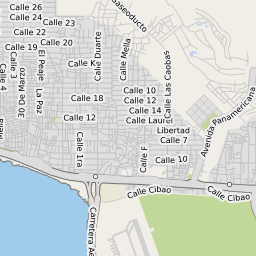 Calle 26
Calle 24
Calle 22
Calle 20
Calle 19
Calle K
Calle 18
Calle 12
Calle 4
Calle 3
El Peaje
La Paz
30 De Marzo
Calle Duarte
Calle Mella
Calle 10
Calle 12
Calle 14
Calle Laurel
Calle Las Caobas
Libertad
Calle 7
Calle 10
Calle F
Calle 1ra
Avenida Panamericana
Calle Cibao
Calle Cibao
Calle Cibao